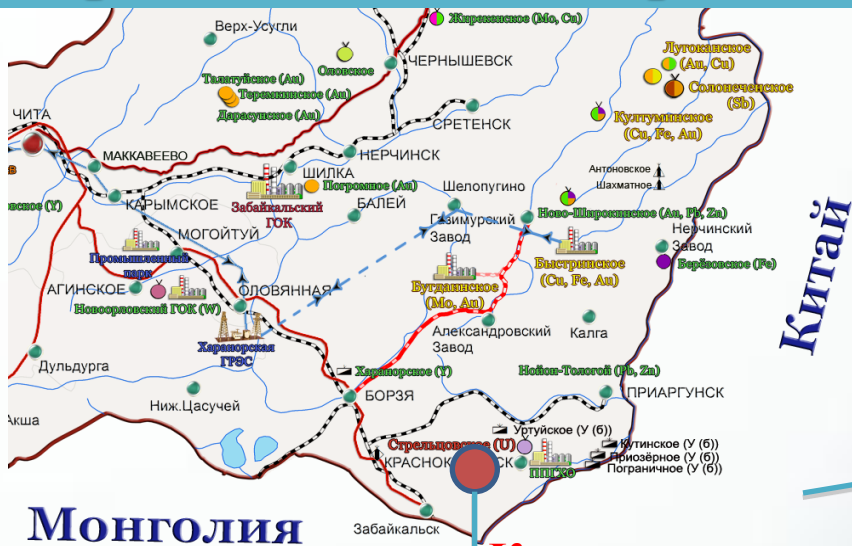 Жирекенское (Mo, Cu)
Верх-Усугли
Оловское
ЧЕРНЫШЕВСК
Лугоканское
(Au, Cu)
Солонеченское
(Sb)
Талатуйское (Au)
Теремкинское (Au)
Дарасунское (Au)
Култуминское
(Cu, Fe, Au)
ЧИТА
СРЕТЕНСК
МАККАВЕЕВО
НЕРЧИНСК
ШИЛКА
Погромное (Au)
Шелопугино
Антоновское
Шахматное
КАРЫМСКОЕ
Забайкальский
ГОК
БАЛЕЙ
Газимурский
Завод
Ново-Широкинское (Au, Pb, Zn)
Нерчинский
Завод
МОГОЙТУЙ
Промышленный
парк
Быстринское
(Cu, Fe, Au)
Берёзовское (Fe)
Китай
АГИНСКОЕ
ОЛОВЯННАЯ
Бугдаинское
(Mo, Au)
Новоорловский ГОК (W)
Александровский
Завод
Калга
Харанорская
ГРЭС
Дульдурга
Харанорское (У)
Нойон-Тологой (Pb, Zn)
Ниж.Цасучей
БОРЗЯ
ПРИАРГУНСК
Акша
Уртуйское (У (б))
Стрельцовское (U)
Кутинское (У (б))
Приозёрное (У (б))
Пограничное (У (б))
ППГХО
Монголия
Забайкальск